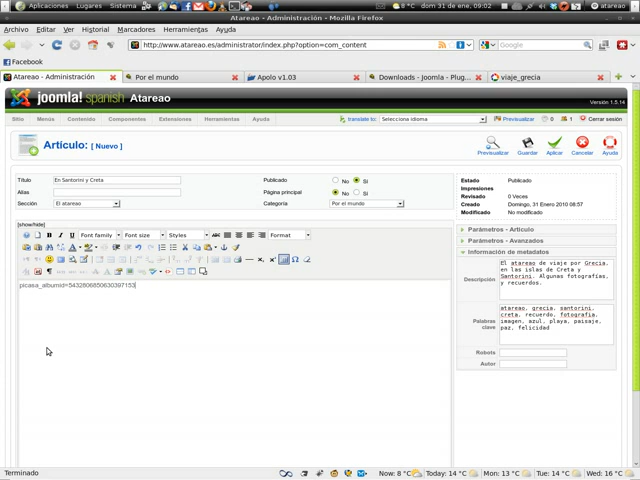 Aplicaciones Lugares Sistema 8 °C dom 31 de ene, 09:02 atareao
Atareao - Administración - Mozilla Firefox
Archivo Editar Ver Historial Marcadores Herramientas Ayuda
http://www.atareao.es/administrator/index.php?option=com_content Google
Facebook
Atareao - Administración Por el mundo Apolo v1.03 Downloads - Joomla - Plug... viaje_grecia
joomla! spanish Atareao Versión 1.5.14
Sitio Menús Contenido Componentes Extensiones Herramientas Ayuda translate to: Selecciona idioma Previsualizar 0 1 Cerrar sesión
Artículo: [ Nuevo ] Previsualizar Guardar Aplicar Cancelar Ayuda
Título En Santorini y Creta Publicado No Sí
Alias Página principal No Sí
Sección El atareao Categoría Por el mundo
Estado Publicado
Impresiones
Revisado 0 Veces
Creado Domingo, 31 Enero 2010 08:57
Modificado No modificado
[show/hide]
B I U Font family Font size Styles ABC Format
Parámetros - Artículo
Parámetros - Avanzados
Información de metadatos
picasa_albumid=5432806850630397153
Descripción El atareao de viaje por Grecia, en las islas de Creta y Santorini. Algunas fotografías, y recuerdos.
Palabras clave atareao, grecia, santorini, creta, recuerdo, fotografia, imagen, azul, playa, paisaje, paz, felicidad
Robots
Autor
Terminado Now: 8 °C Today: 14 °C Mon: 13 °C Tue: 14 °C Wed: 16 °C